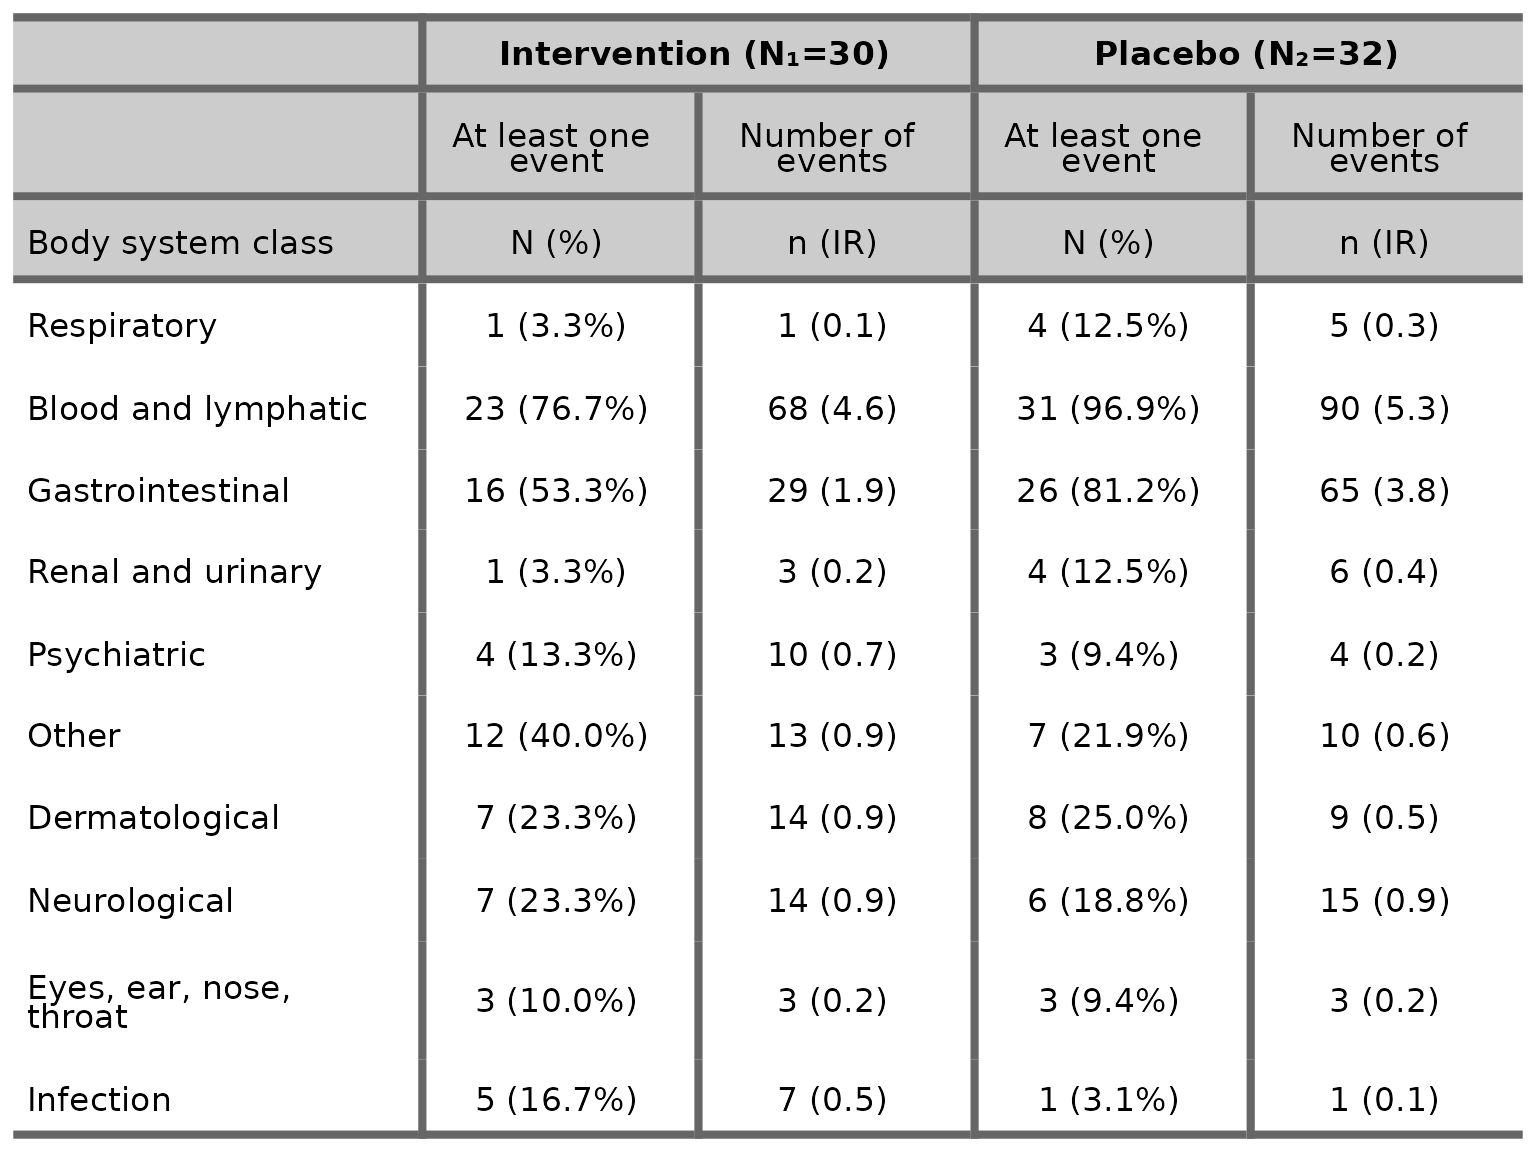 Intervention (N₁=30) Placebo (N₂=32)
At least one event Number of events At least one event Number of events
Body system class N (%) n (IR) N (%) n (IR)
Respiratory 1 (3.3%) 1 (0.1) 4 (12.5%) 5 (0.3)
Blood and lymphatic 23 (76.7%) 68 (4.6) 31 (96.9%) 90 (5.3)
Gastrointestinal 16 (53.3%) 29 (1.9) 26 (81.2%) 65 (3.8)
Renal and urinary 1 (3.3%) 3 (0.2) 4 (12.5%) 6 (0.4)
Psychiatric 4 (13.3%) 10 (0.7) 3 (9.4%) 4 (0.2)
Other 12 (40.0%) 13 (0.9) 7 (21.9%) 10 (0.6)
Dermatological 7 (23.3%) 14 (0.9) 8 (25.0%) 9 (0.5)
Neurological 7 (23.3%) 14 (0.9) 6 (18.8%) 15 (0.9)
Eyes, ear, nose, throat 3 (10.0%) 3 (0.2) 3 (9.4%) 3 (0.2)
Infection 5 (16.7%) 7 (0.5) 1 (3.1%) 1 (0.1)